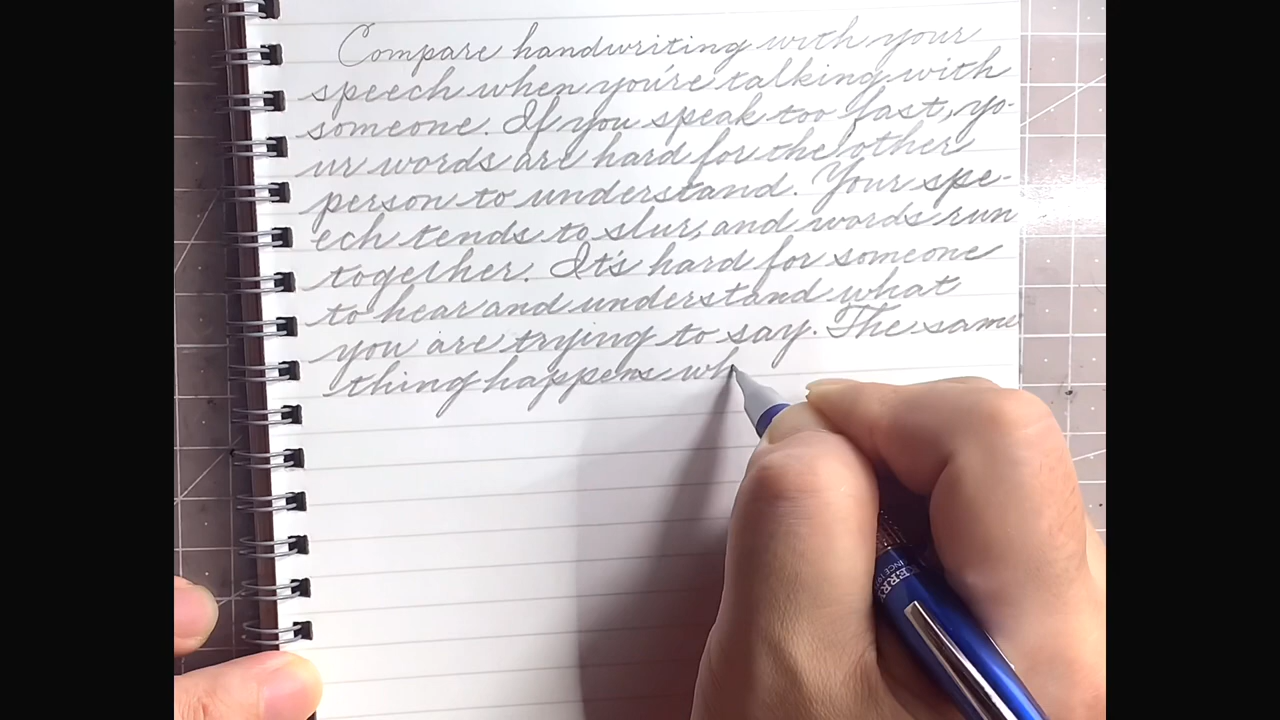 Compare handwriting with your
speech when you're talking with
someone. If you speak too fast, yo-
ur words are hard for the other
person to understand. Your spe-
ech tends to slur, and words run
together. It's hard for someone
to hear and understand what
you are trying to say. The same
thing happens wh
SINCE